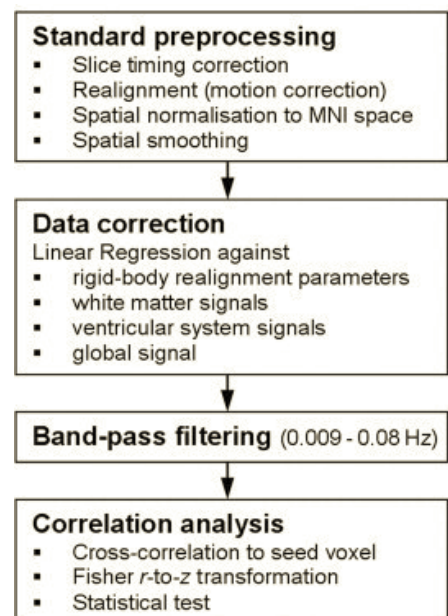 Standard preprocessing
▪ Slice timing correction
▪ Realignment (motion correction)
▪ Spatial normalisation to MNI space
▪ Spatial smoothing
Data correction
Linear Regression against
▪ rigid-body realignment parameters
▪ white matter signals
▪ ventricular system signals
▪ global signal
Band-pass filtering (0.009 - 0.08 Hz)
Correlation analysis
▪ Cross-correlation to seed voxel
▪ Fisher r-to-z transformation
▪ Statistical test